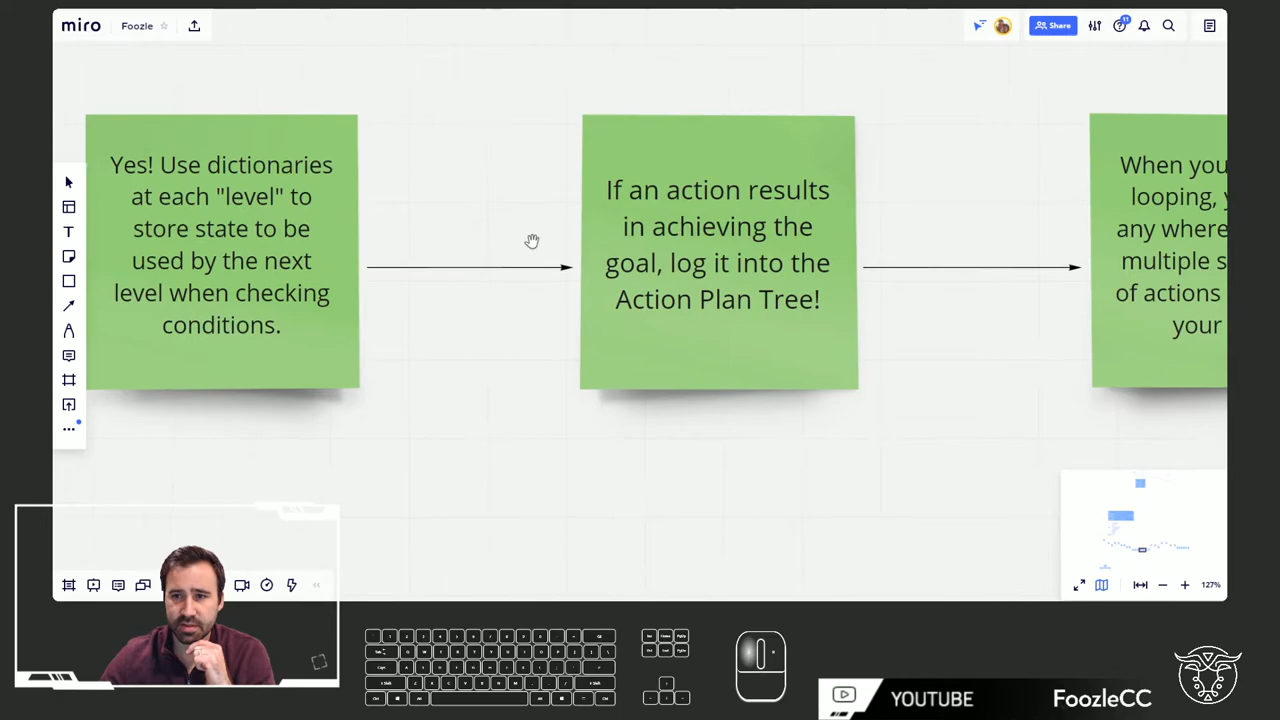 miro
Foozle
Share
11
Yes! Use dictionaries
at each "level" to
store state to be
used by the next
level when checking
conditions.
If an action results
in achieving the
goal, log it into the
Action Plan Tree!
When you
looping, y
any where
multiple s
of actions
your
127%
YOUTUBE
FoozleCC